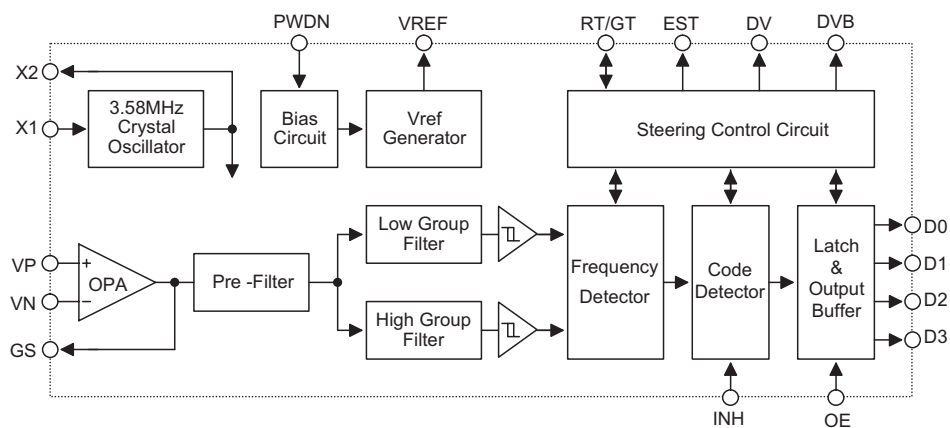 PWDN
VREF
RT/GT
EST
DV
DVB
X2
X1
3.58MHz
Crystal
Oscillator
Bias
Circuit
Vref
Generator
Steering Control Circuit
VP
VN
GS
+
−
OPA
Pre -Filter
Low Group
Filter
High Group
Filter
Frequency
Detector
Code
Detector
Latch
&
Output
Buffer
D0
D1
D2
D3
INH
OE